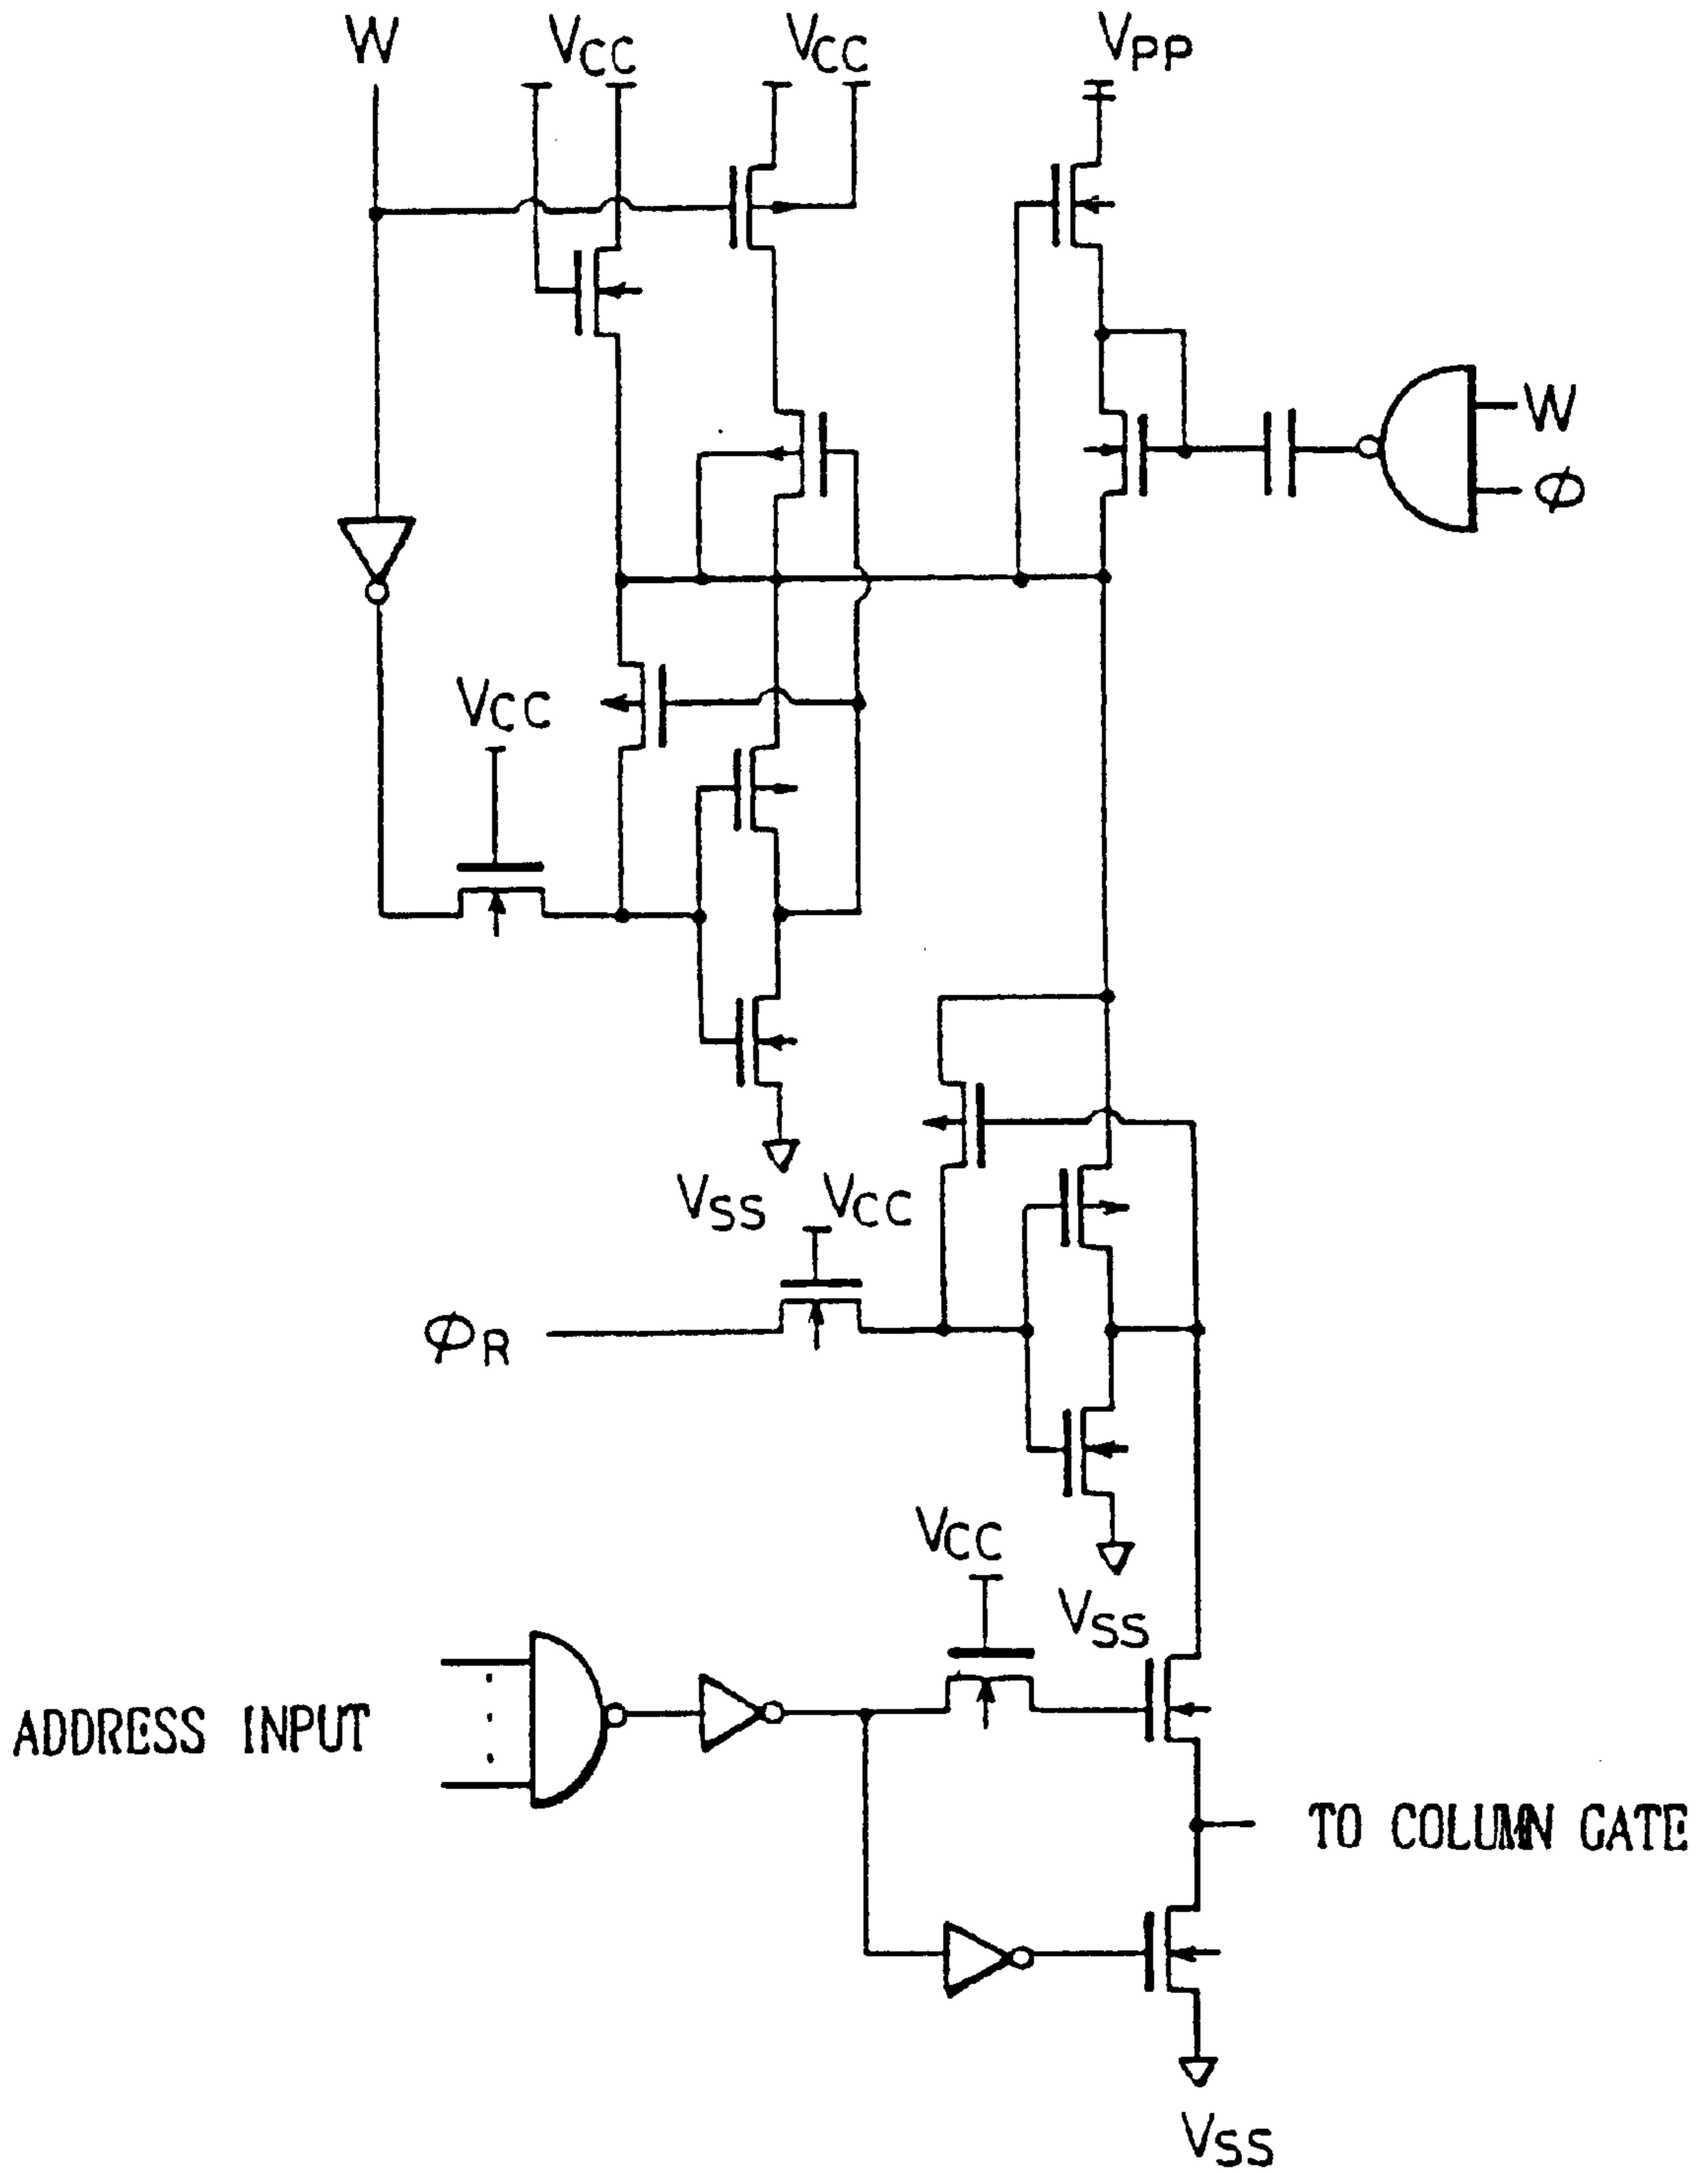 W
VCC
VCC
VPP
W
Φ
VCC
VSS
VCC
ΦR
VCC
VSS
ADDRESS INPUT
TO COLUMN GATE
VSS